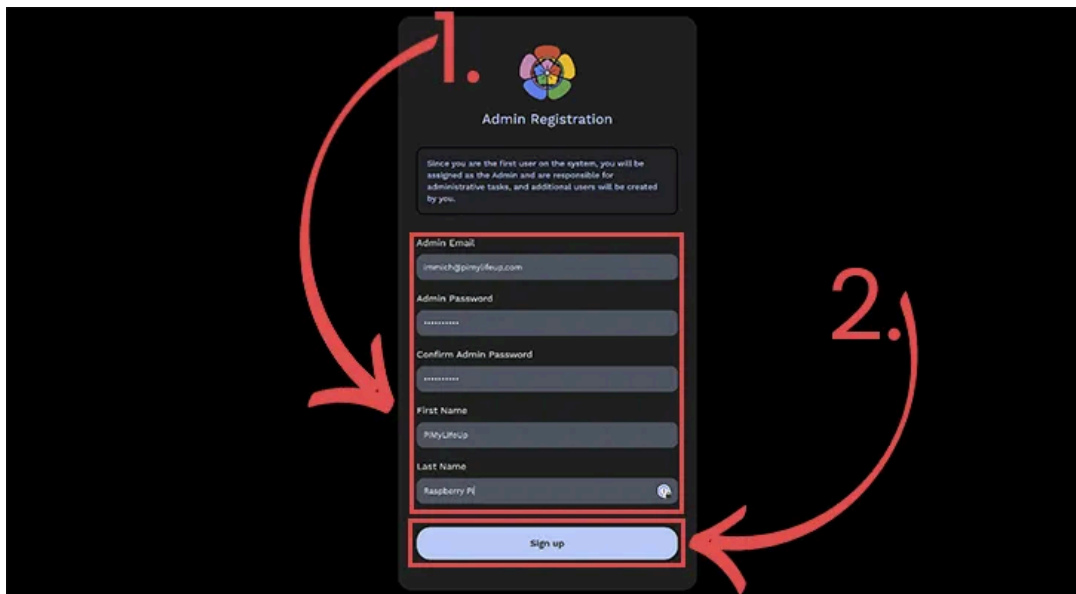 1.
Admin Registration
Since you are the first user on the system, you will be
assigned as the Admin and are responsible for
administrative tasks, and additional users will be created
by you.
Admin Email
immich@pimylifeup.com
Admin Password
••••••••••
Confirm Admin Password
••••••••••
First Name
PiMyLifeUp
Last Name
Raspberry Pi
Sign up
2.